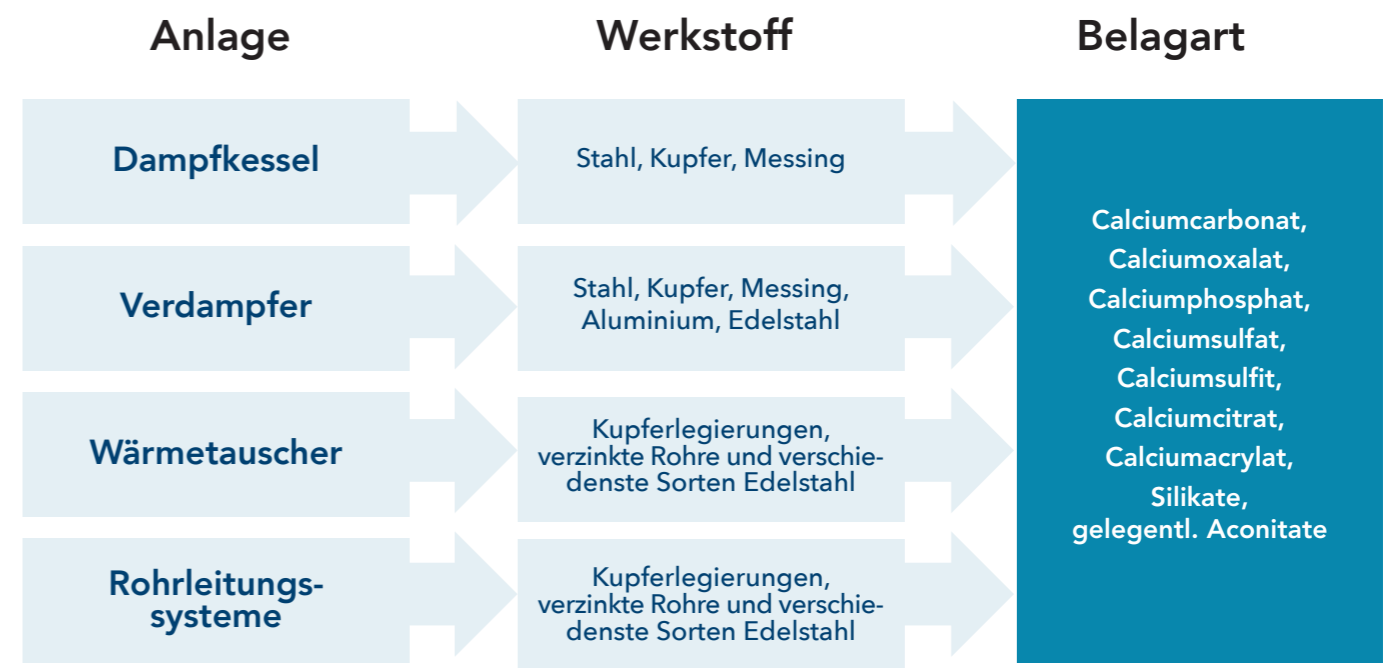 Anlage
Werkstoff
Belagart
Dampfkessel
Stahl, Kupfer, Messing
Verdampfer
Stahl, Kupfer, Messing,
Aluminium, Edelstahl
Wärmetauscher
Kupferlegierungen,
verzinkte Rohre und verschie-
denste Sorten Edelstahl
Rohrleitungs-
systeme
Kupferlegierungen,
verzinkte Rohre und verschie-
denste Sorten Edelstahl
Calciumcarbonat,
Calciumoxalat,
Calciumphosphat,
Calciumsulfat,
Calciumsulfit,
Calciumcitrat,
Calciumacrylat,
Silikate,
gelegentl. Aconitate